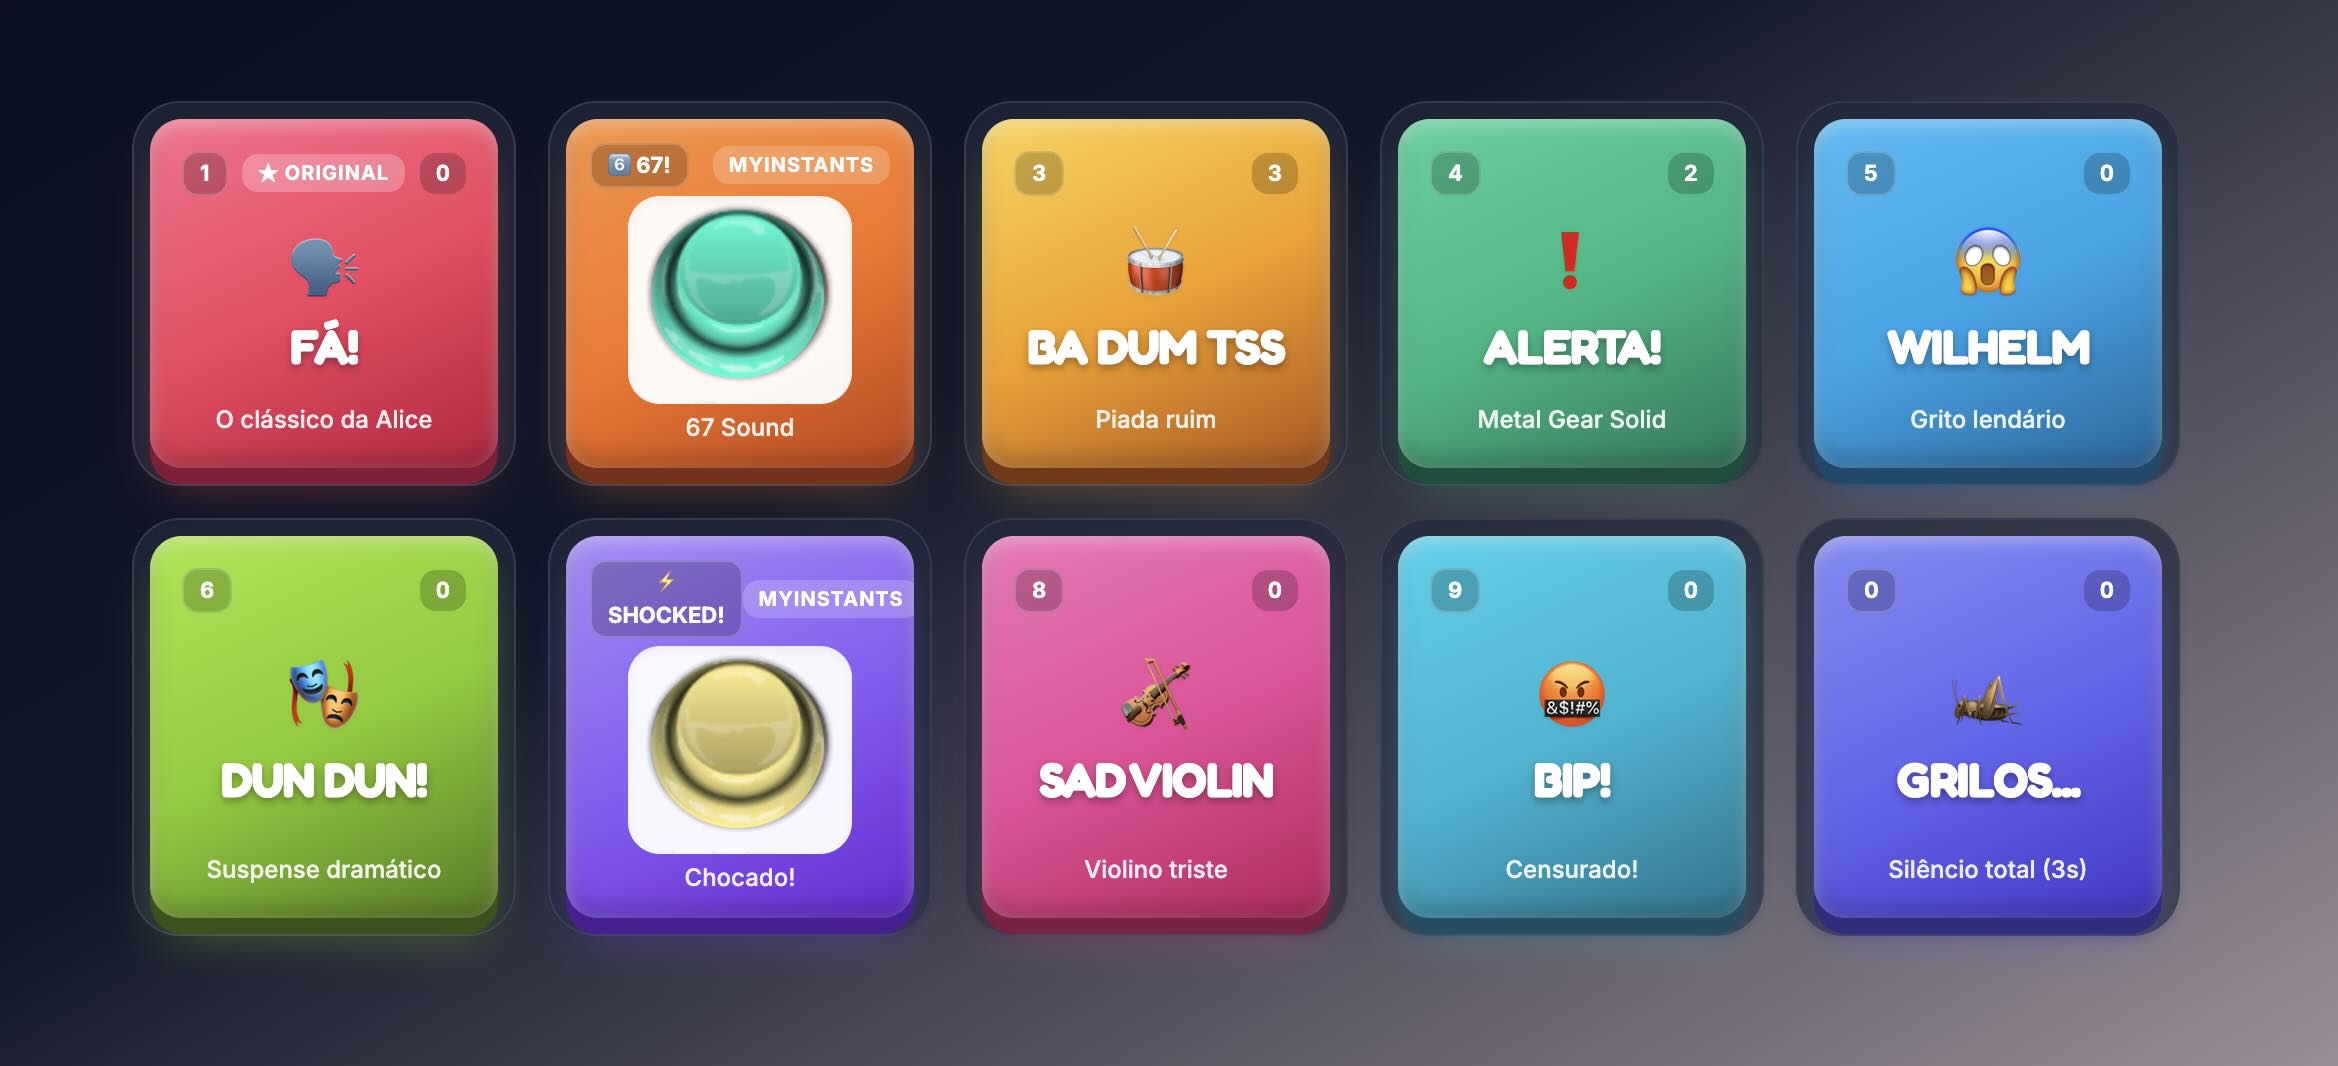 1 ★ ORIGINAL 0
FÁ!
O clássico da Alice
6 67! MYINSTANTS
67 Sound
3 3
BA DUM TSS
Piada ruim
4 2
❗
ALERTA!
Metal Gear Solid
5 0
WILHELM
Grito lendário
6 0
DUN DUN!
Suspense dramático
⚡
SHOCKED! MYINSTANTS
Chocado!
8 0
SAD VIOLIN
Violino triste
9 0
&$!#%
BIP!
Censurado!
0 0
GRILOS...
Silêncio total (3s)